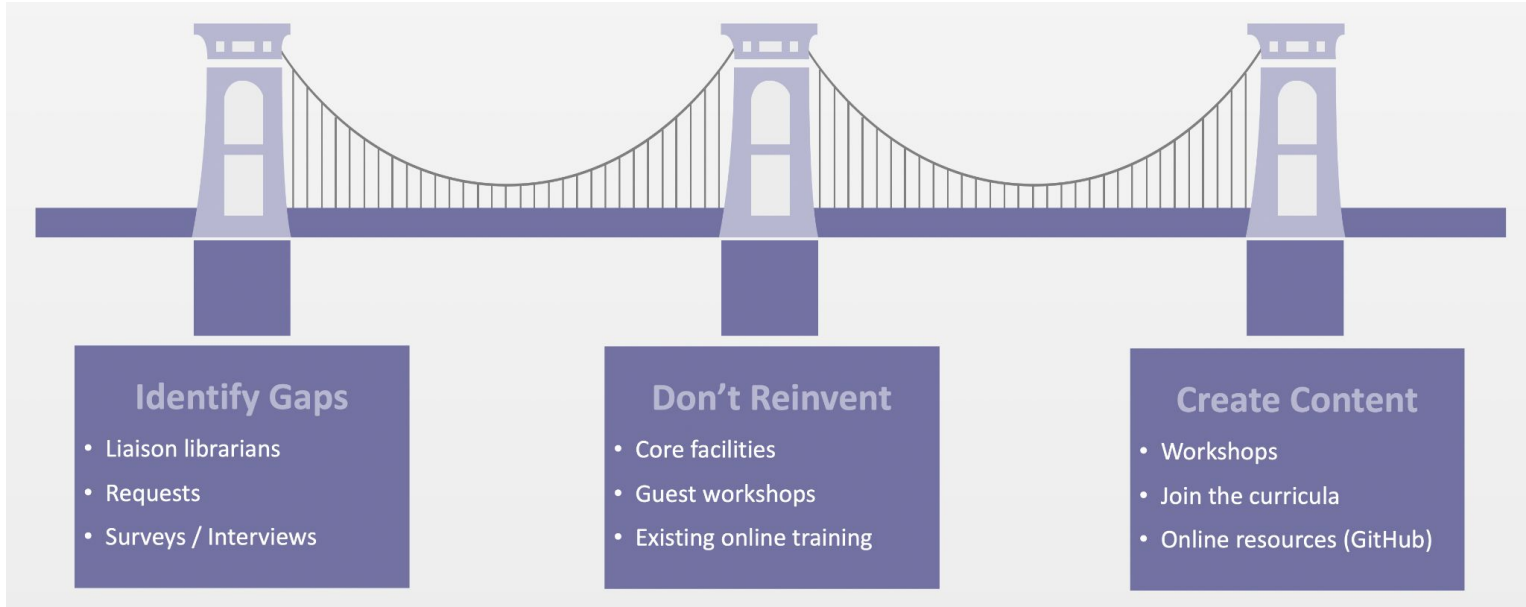 Identify Gaps
• Liaison librarians
• Requests
• Surveys / Interviews
Don’t Reinvent
• Core facilities
• Guest workshops
• Existing online training
Create Content
• Workshops
• Join the curricula
• Online resources (GitHub)